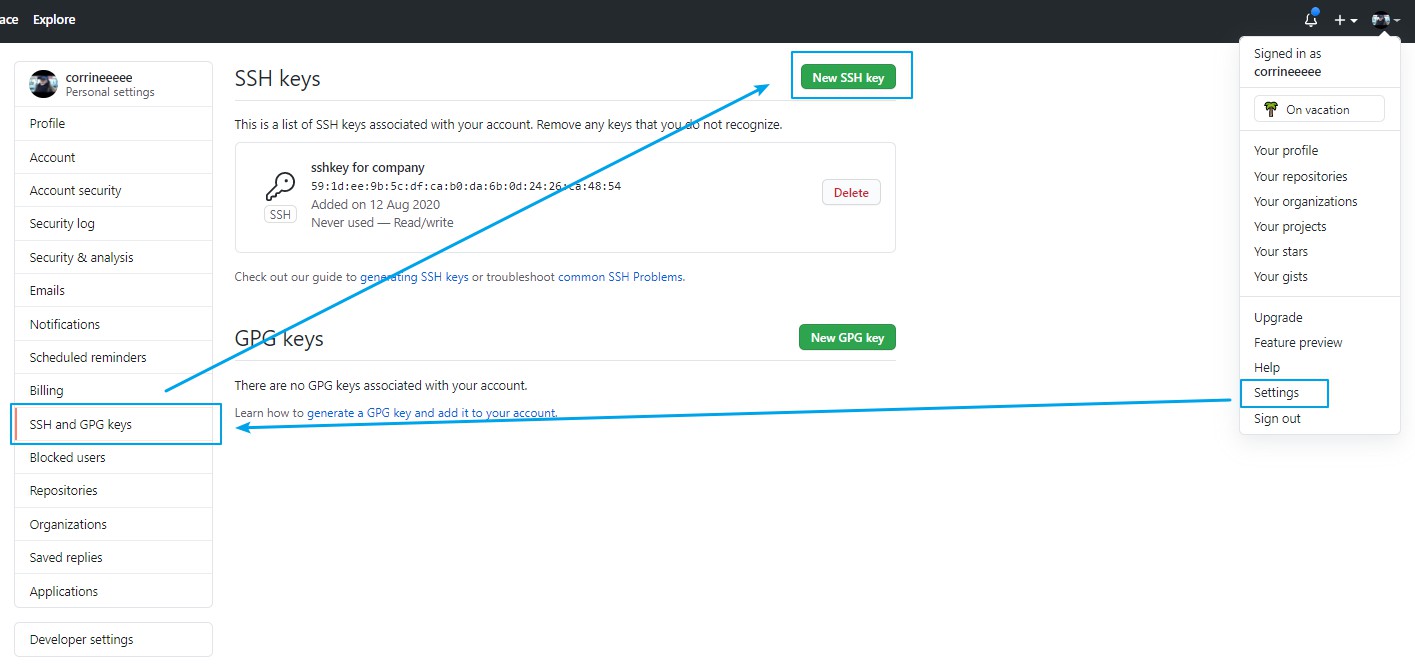 ace Explore
corrineeeee
Personal settings
Profile
Account
Account security
Security log
Security & analysis
Emails
Notifications
Scheduled reminders
Billing
SSH and GPG keys
Blocked users
Repositories
Organizations
Saved replies
Applications
Developer settings
SSH keys
New SSH key
This is a list of SSH keys associated with your account. Remove any keys that you do not recognize.
sshkey for company
59:1d:ee:9b:5c:df:ca:b0:da:6b:0d:24:26:ca:48:54
SSH
Added on 12 Aug 2020
Never used — Read/write
Delete
Check out our guide to generating SSH keys or troubleshoot common SSH Problems.
GPG keys
New GPG key
There are no GPG keys associated with your account.
Learn how to generate a GPG key and add it to your account.
Signed in as
corrineeeee
On vacation
Your profile
Your repositories
Your organizations
Your projects
Your stars
Your gists
Upgrade
Feature preview
Help
Settings
Sign out